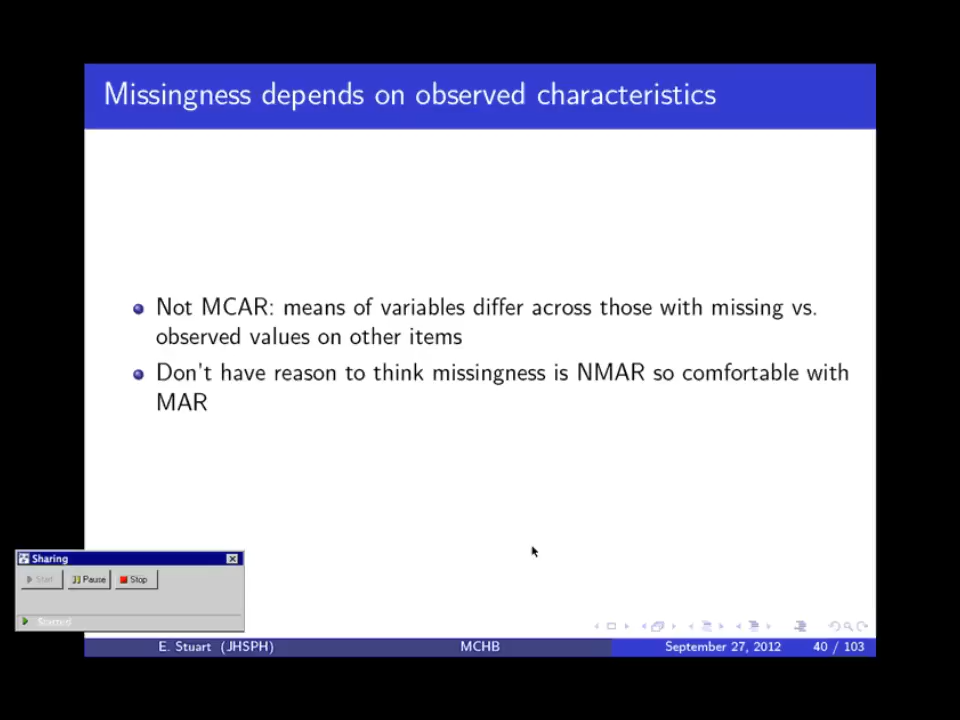 Missingness depends on observed characteristics
Not MCAR: means of variables differ across those with missing vs.
observed values on other items
Don't have reason to think missingness is NMAR so comfortable with
MAR
Sharing
Start
Pause
Stop
Started
E. Stuart (JHSPH)
MCHB
September 27, 2012
40 / 103